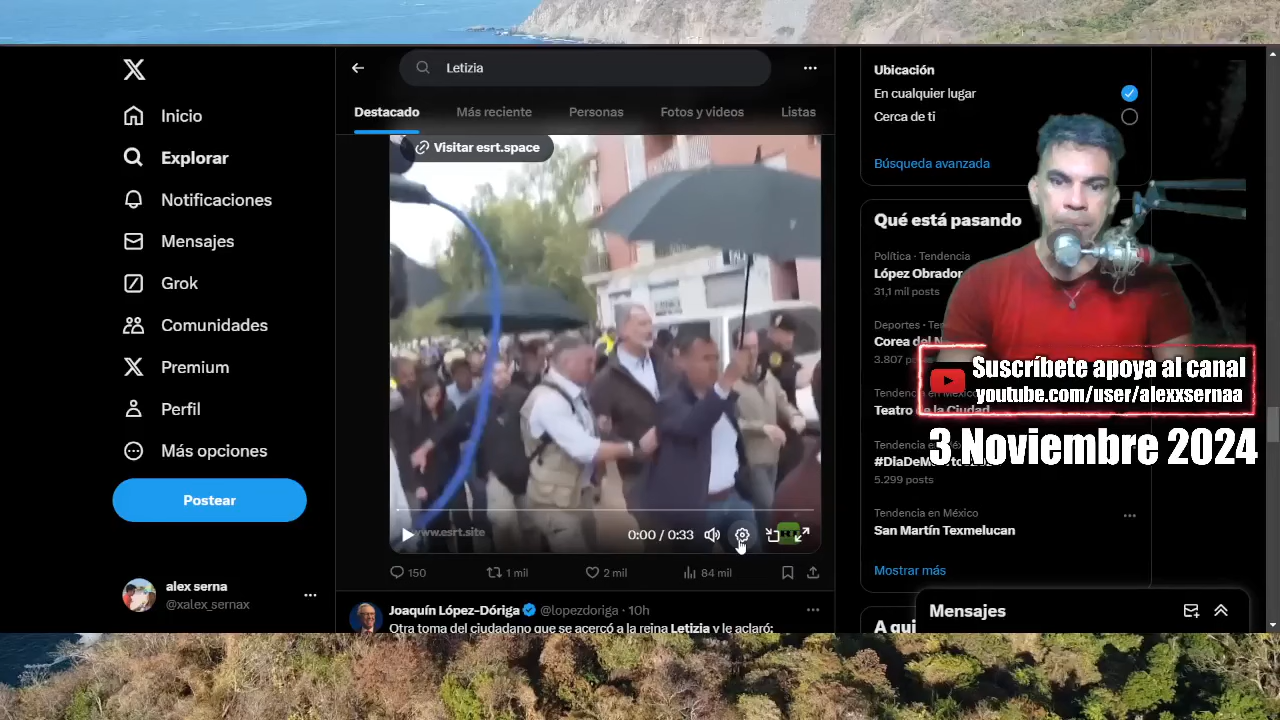 Inicio
Explorar
Notificaciones
Mensajes
Grok
Comunidades
Premium
Perfil
Más opciones
Postear
alex serna
@xalex_sernax
Letizia
Destacado
Más reciente
Personas
Fotos y videos
Listas
Visitar esrt.space
www.esrt.site
0:00 / 0:33
150
1 mil
2 mil
84 mil
Joaquín López-Dóriga @lopezdoriga · 10h
Otra toma del ciudadano que se acercó a la reina Letizia y le aclaró:
Ubicación
En cualquier lugar
Cerca de ti
Búsqueda avanzada
Qué está pasando
Política · Tendencia
López Obrador
31,1 mil posts
Deportes ·
Corea del
3.807
Suscríbete apoya al canal
youtube.com/user/alexxsernaa
Tendencia en México
Teatro de la Ciudad
3 Noviembre 2024
Tendencia en México
5.299 posts
Tendencia en México
San Martín Texmelucan
Mostrar más
Mensajes
A qui